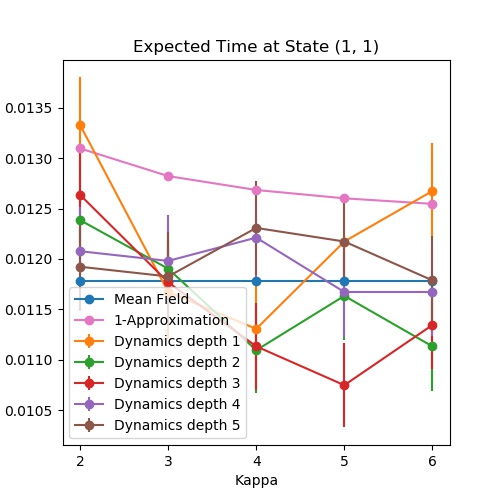 Expected Time at State (1, 1)
0.0135
0.0130
0.0125
0.0120
0.0115
0.0110
0.0105
Mean Field
1-Approximation
Dynamics depth 1
Dynamics depth 2
Dynamics depth 3
Dynamics depth 4
Dynamics depth 5
2 3 4 5 6
Kappa